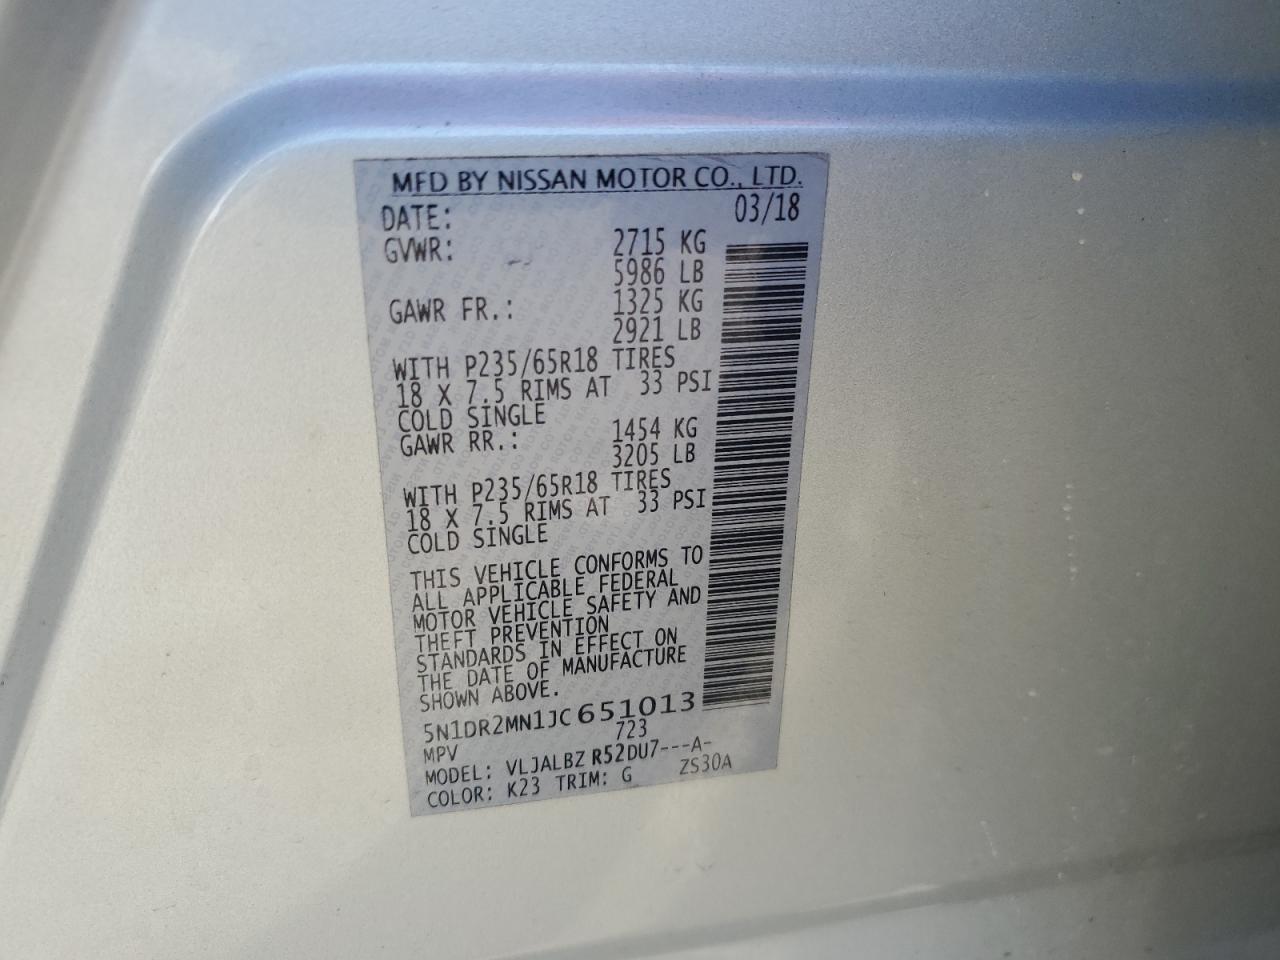 MFD BY NISSAN MOTOR CO., LTD.
DATE: 03/18
GVWR: 2715 KG
5986 LB
GAWR FR.: 1325 KG
2921 LB
WITH P235/65R18 TIRES
18 X 7.5 RIMS AT 33 PSI
COLD SINGLE
GAWR RR.: 1454 KG
3205 LB
WITH P235/65R18 TIRES
18 X 7.5 RIMS AT 33 PSI
COLD SINGLE
THIS VEHICLE CONFORMS TO
ALL APPLICABLE FEDERAL
MOTOR VEHICLE SAFETY AND
THEFT PREVENTION
STANDARDS IN EFFECT ON
THE DATE OF MANUFACTURE
SHOWN ABOVE.
5N1DR2MN1JC651013
MPV 723
MODEL: VLJALBZ R52DU7---A-
COLOR: K23 TRIM: G ZS30A